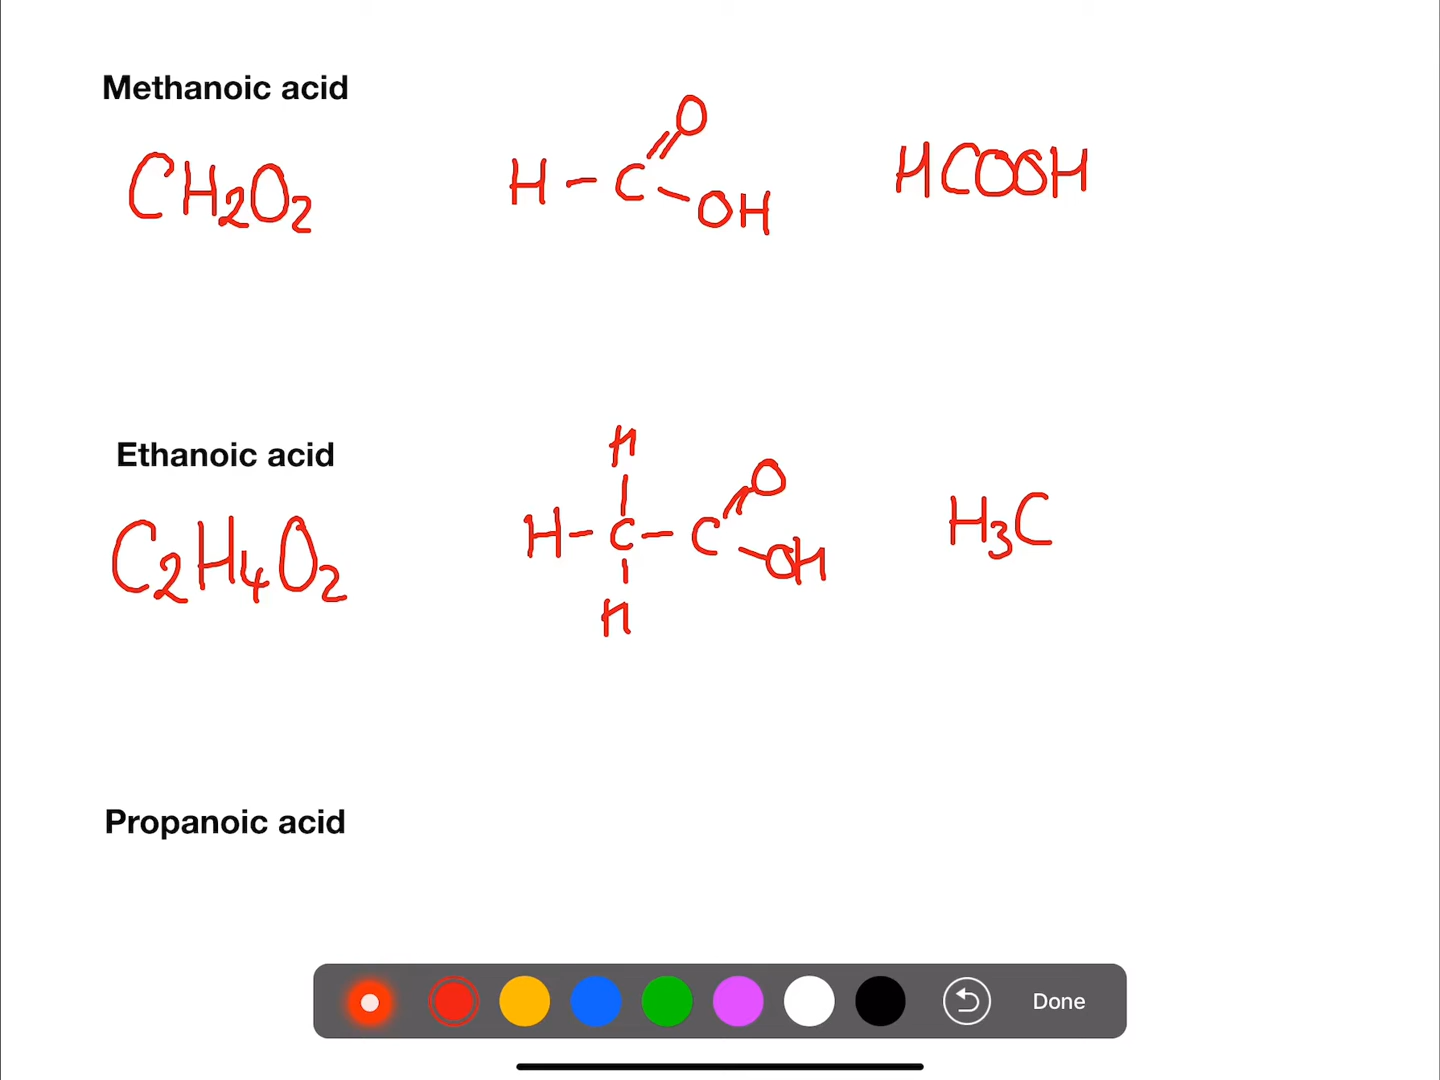 Methanoic acid
CH₂O₂
O
H - C
OH
HCOOH
Ethanoic acid
C₂H₄O₂
H
O
H - C - C
OH
H
H₃C
Propanoic acid
Done